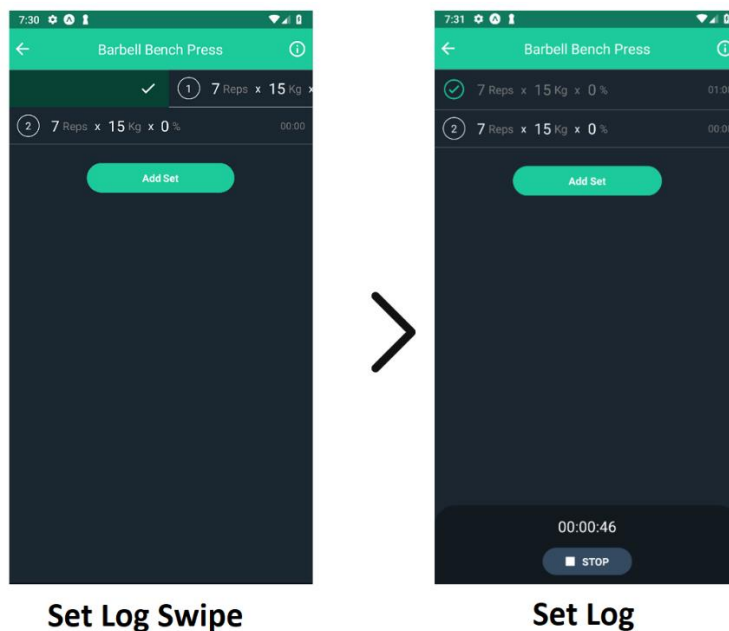 7:30
Barbell Bench Press
1 7 Reps x 15 Kg x
2 7 Reps x 15 Kg x 0 % 00:00
Add Set
Set Log Swipe
7:31
Barbell Bench Press
7 Reps x 15 Kg x 0 %
2 7 Reps x 15 Kg x 0 %
Add Set
00:00:46
STOP
Set Log